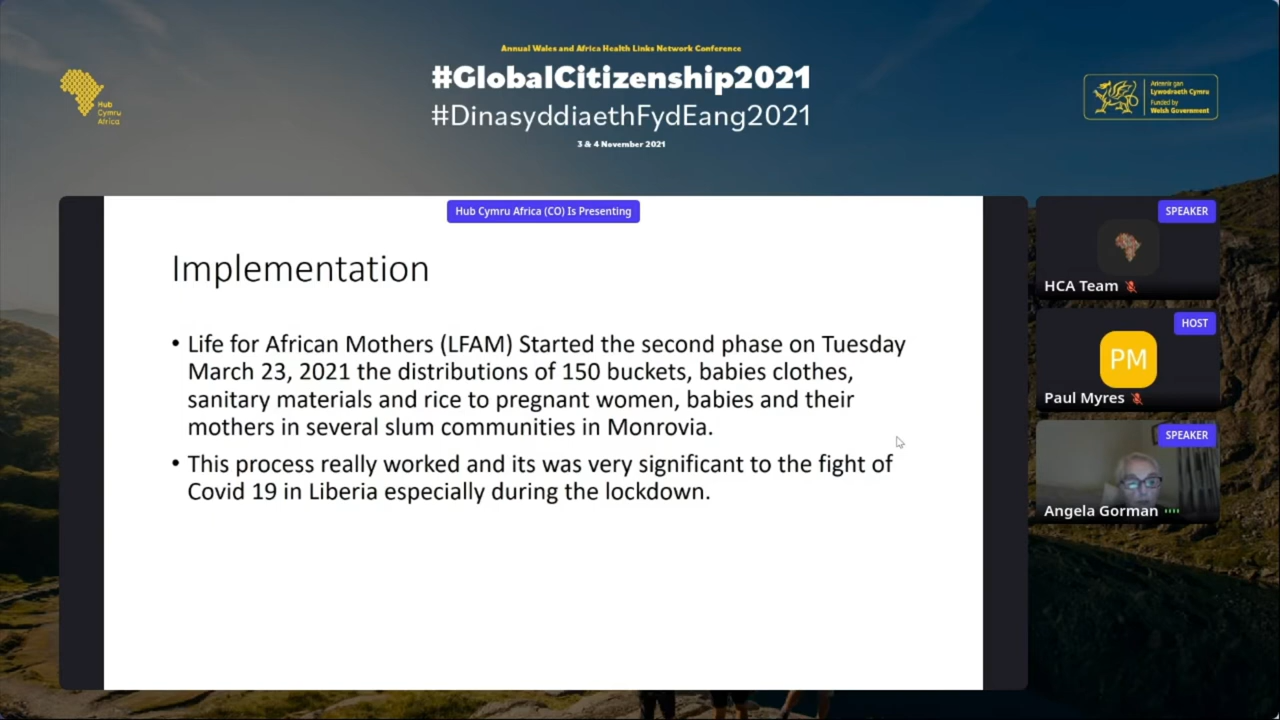 Annual Wales and Africa Health Links Network Conference
#GlobalCitizenship2021
#DinasyddiaethFydEang2021
3 & 4 November 2021
Hub
Cymru
Africa
Ariennir gan
Lywodraeth Cymru
Funded by
Welsh Government
Hub Cymru Africa (CO) Is Presenting
Implementation
• Life for African Mothers (LFAM) Started the second phase on Tuesday
March 23, 2021 the distributions of 150 buckets, babies clothes,
sanitary materials and rice to pregnant women, babies and their
mothers in several slum communities in Monrovia.
• This process really worked and its was very significant to the fight of
Covid 19 in Liberia especially during the lockdown.
SPEAKER
HCA Team
HOST
PM
Paul Myres
SPEAKER
Angela Gorman